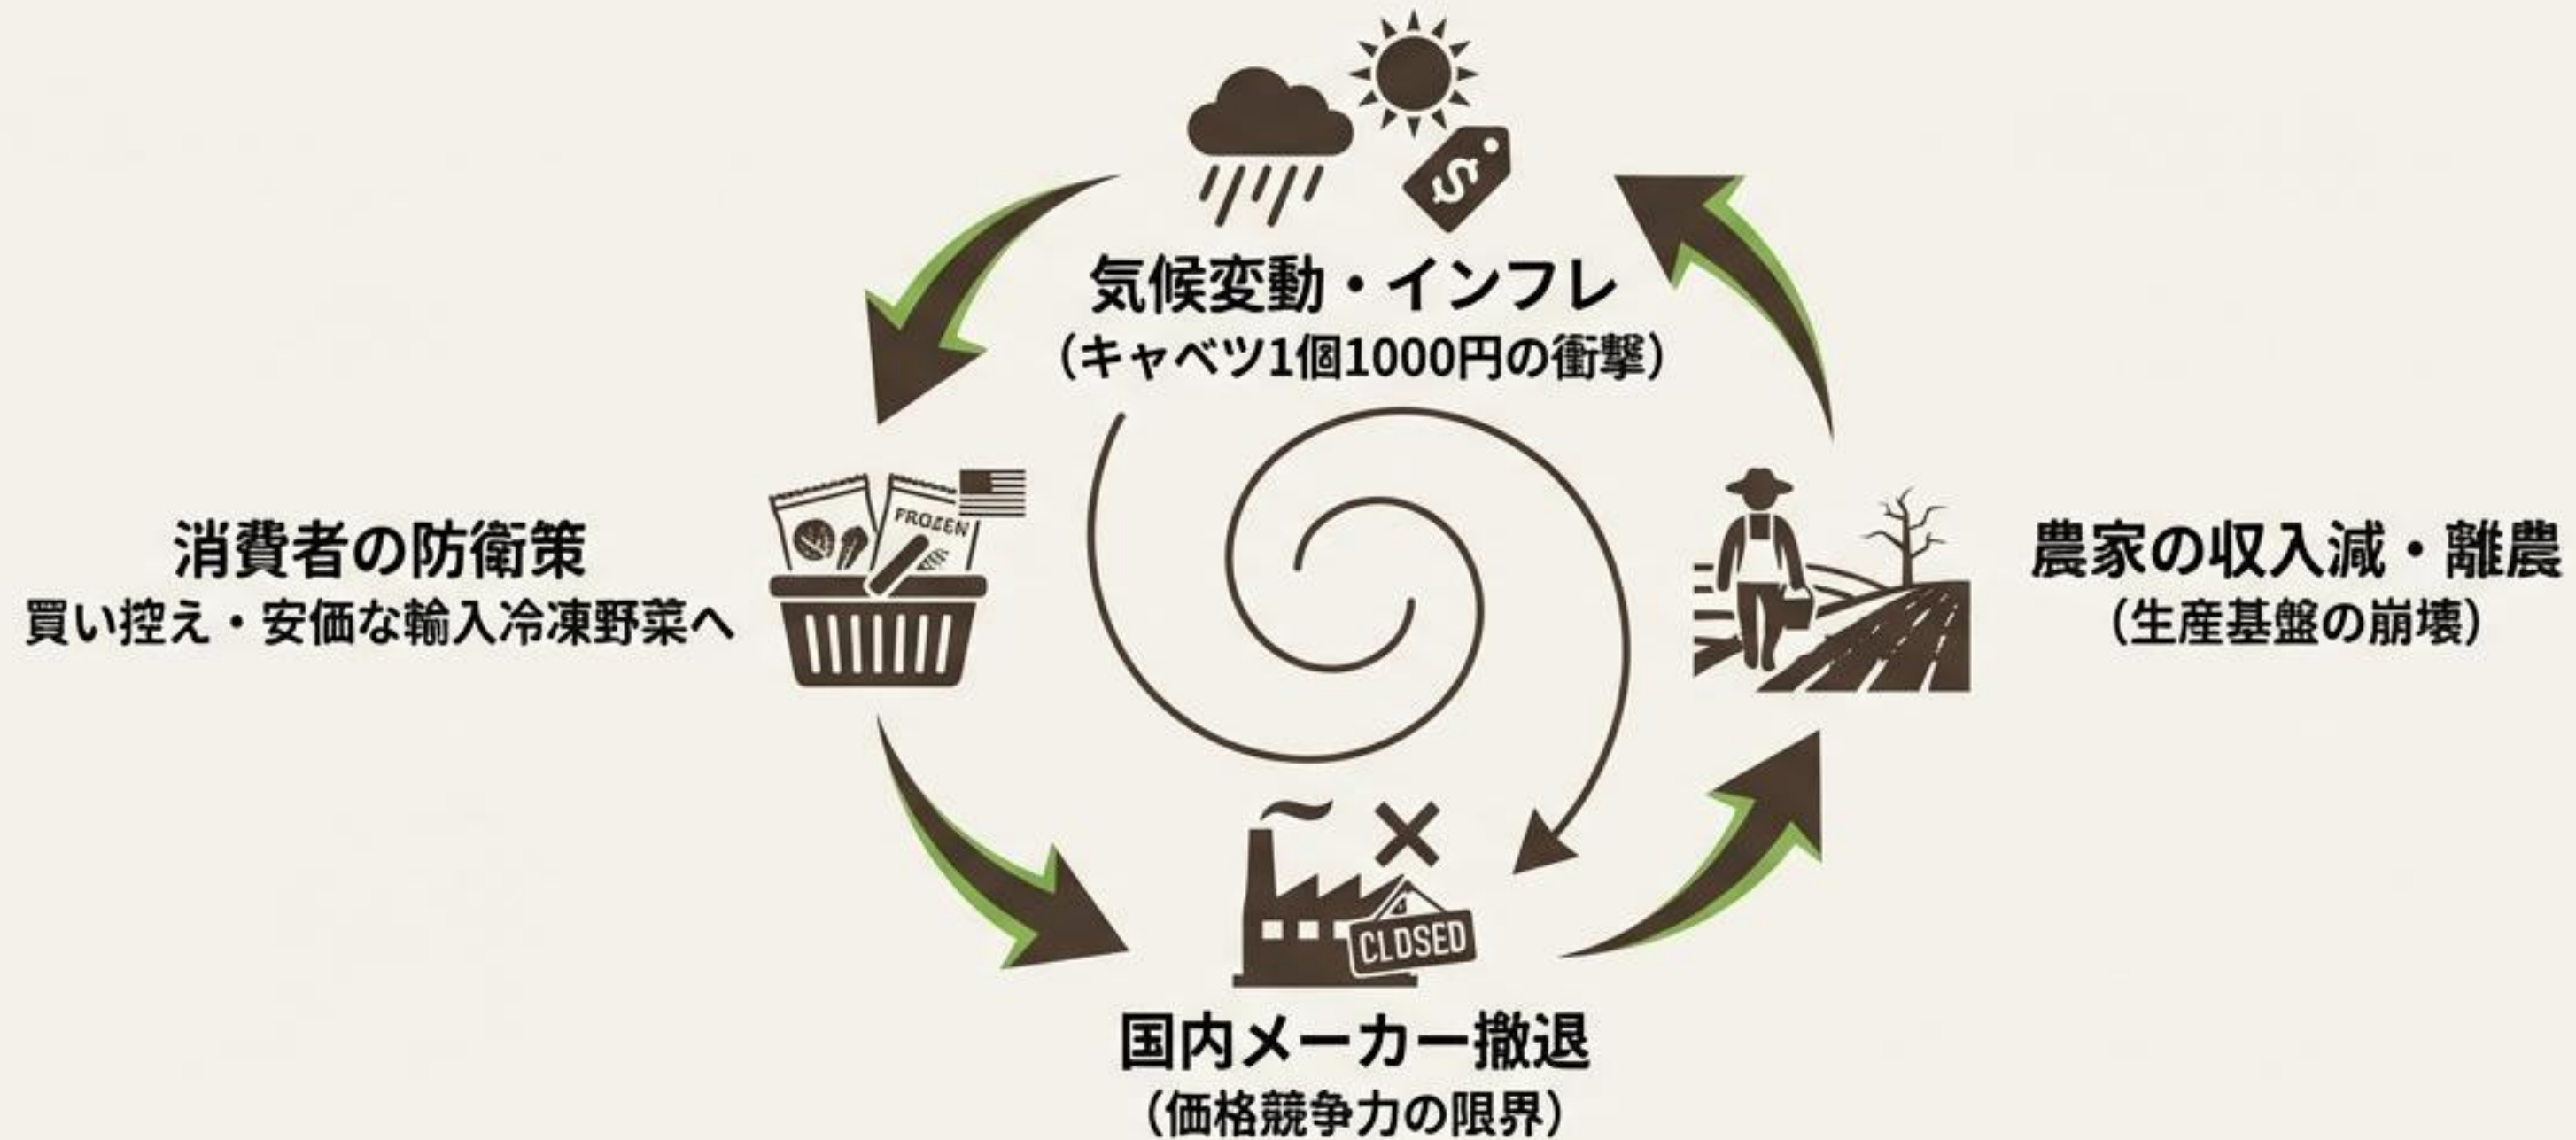 気候変動・インフレ
（キャベツ1個1000円の衝撃）
消費者の防衛策
買い控え・安価な輸入冷凍野菜へ
FROZEN
農家の収入減・離農
（生産基盤の崩壊）
CLDSED
国内メーカー撤退
（価格競争力の限界）